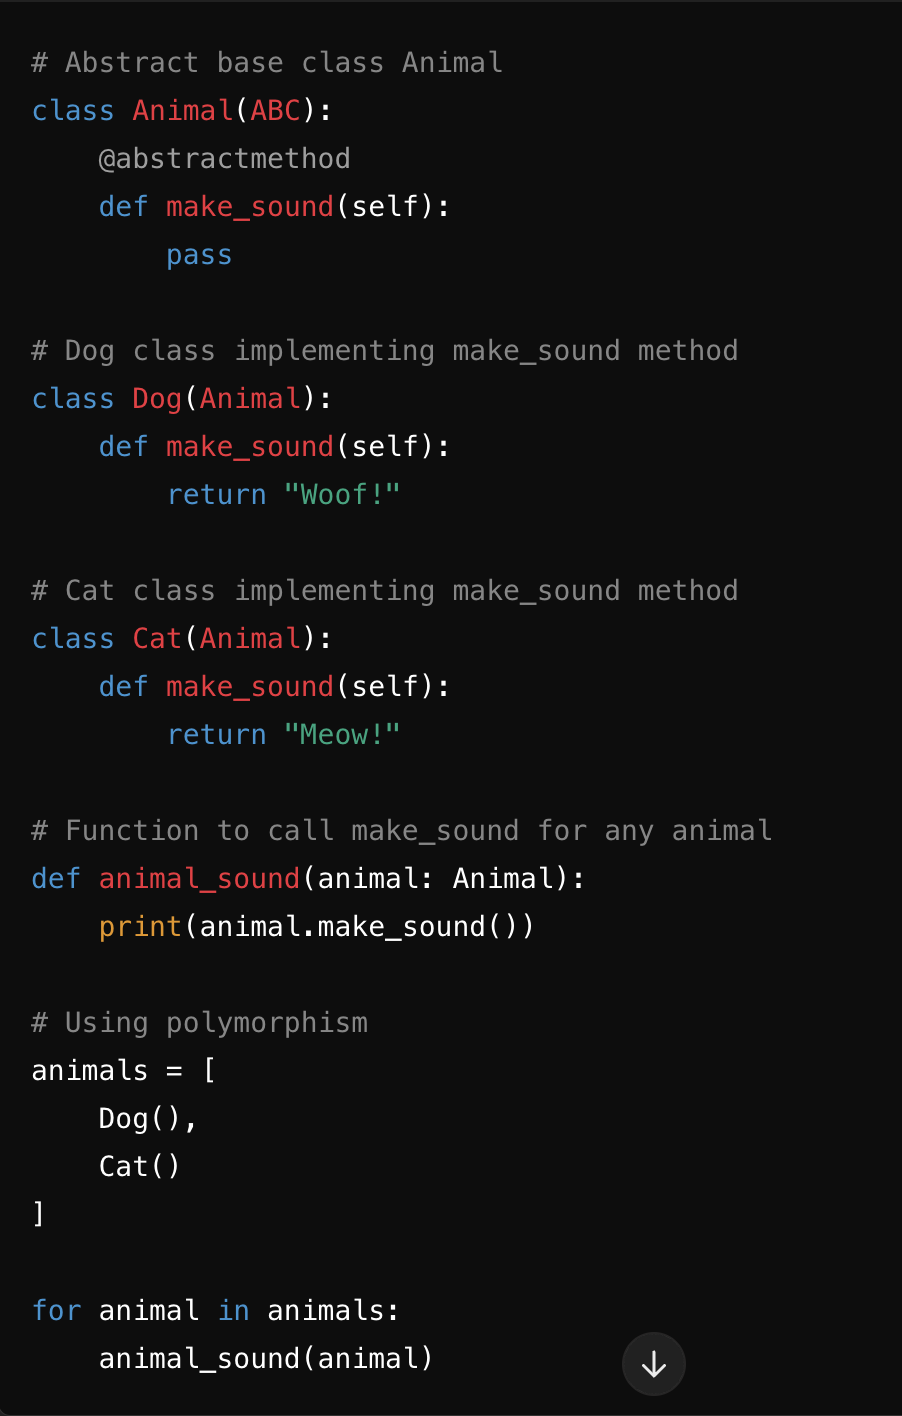 # Abstract base class Animal
class Animal(ABC):
    @abstractmethod
    def make_sound(self):
        pass

# Dog class implementing make_sound method
class Dog(Animal):
    def make_sound(self):
        return "Woof!"

# Cat class implementing make_sound method
class Cat(Animal):
    def make_sound(self):
        return "Meow!"

# Function to call make_sound for any animal
def animal_sound(animal: Animal):
    print(animal.make_sound())

# Using polymorphism
animals = [
    Dog(),
    Cat()
]

for animal in animals:
    animal_sound(animal)